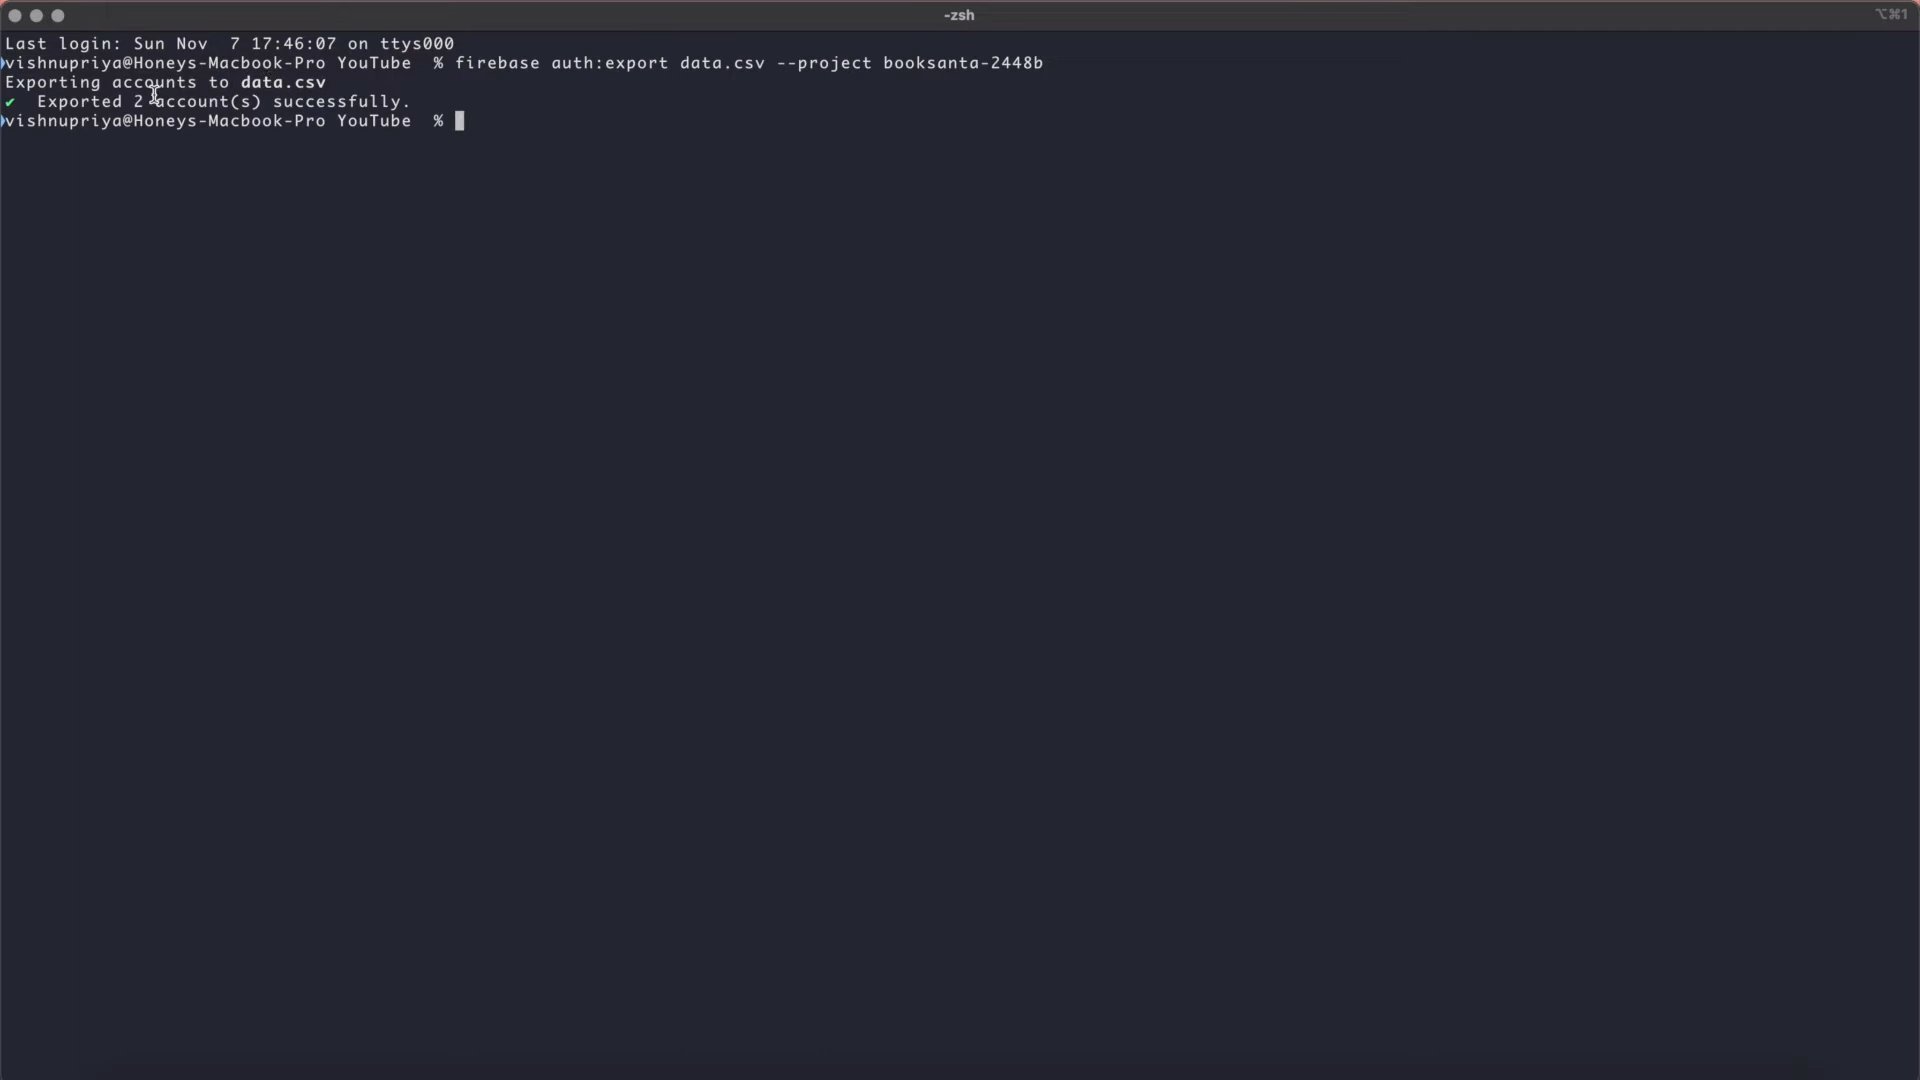 -zsh
⌥⌘1
Last login: Sun Nov  7 17:46:07 on ttys000
vishnupriya@Honeys-Macbook-Pro YouTube  % firebase auth:export data.csv --project booksanta-2448b
Exporting accounts to data.csv
✔  Exported 2 account(s) successfully.
vishnupriya@Honeys-Macbook-Pro YouTube  %